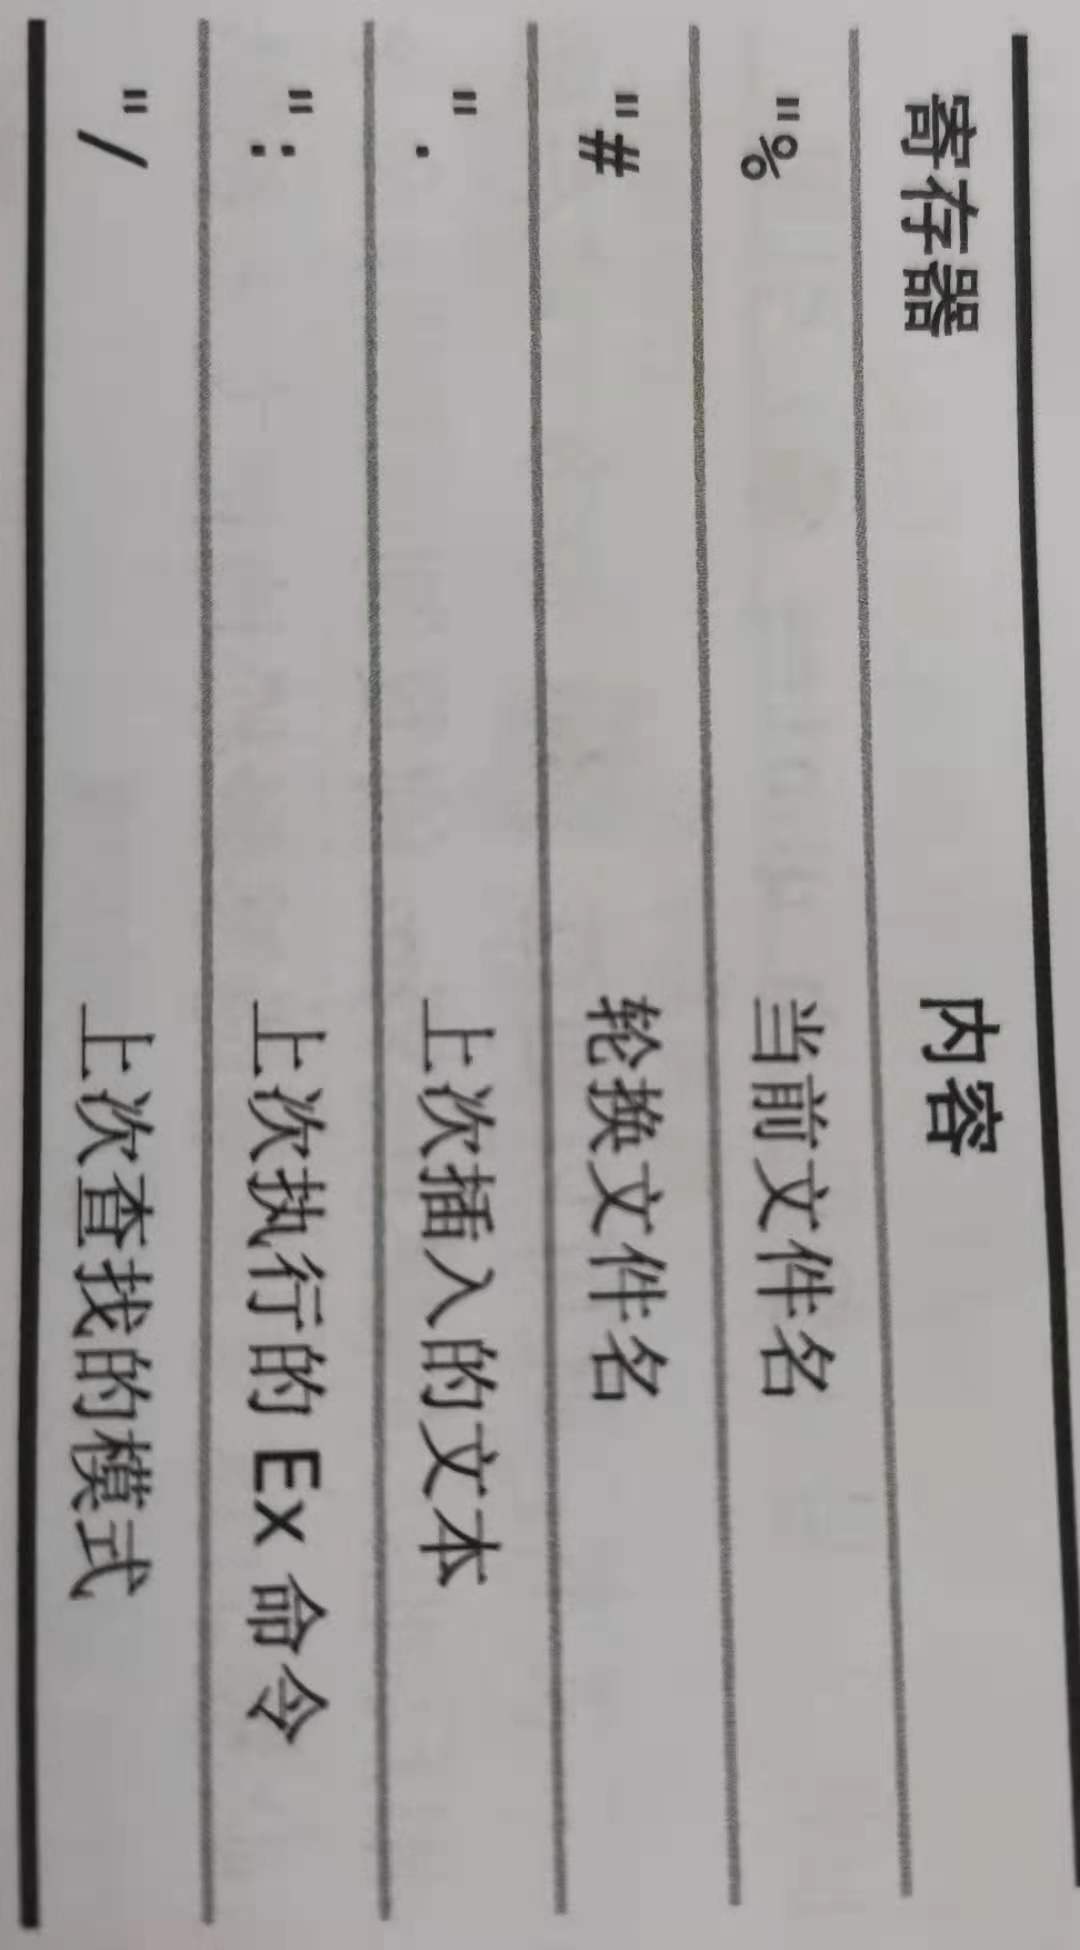 寄存器 内容
"% 当前文件名
"# 轮换文件名
". 上次插入的文本
": 上次执行的 Ex 命令
"/ 上次查找的模式